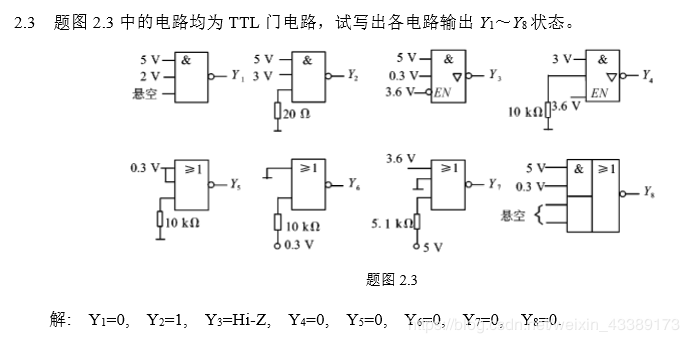 2.3 题图 2.3 中的电路均为 TTL 门电路，试写出各电路输出 Y1～Y8 状态。
5 V & 5 V & 5 V & 3 V &
2 V Y1 3 V Y2 0.3 V ▽ Y3 ▽ Y4
悬空 20 Ω 3.6 V EN 10 kΩ 3.6 V EN
0.3 V ≥1 ≥1 3.6 V ≥1 5 V & ≥1
Y5 Y6 Y7 0.3 V Y8
10 kΩ 10 kΩ 5.1 kΩ 悬空
0.3 V 5 V
题图 2.3
解: Y1=0, Y2=1, Y3=Hi-Z, Y4=0, Y5=0, Y6=0, Y7=0, Y8=0.
https://blog.csdn.net/weixin_43389173